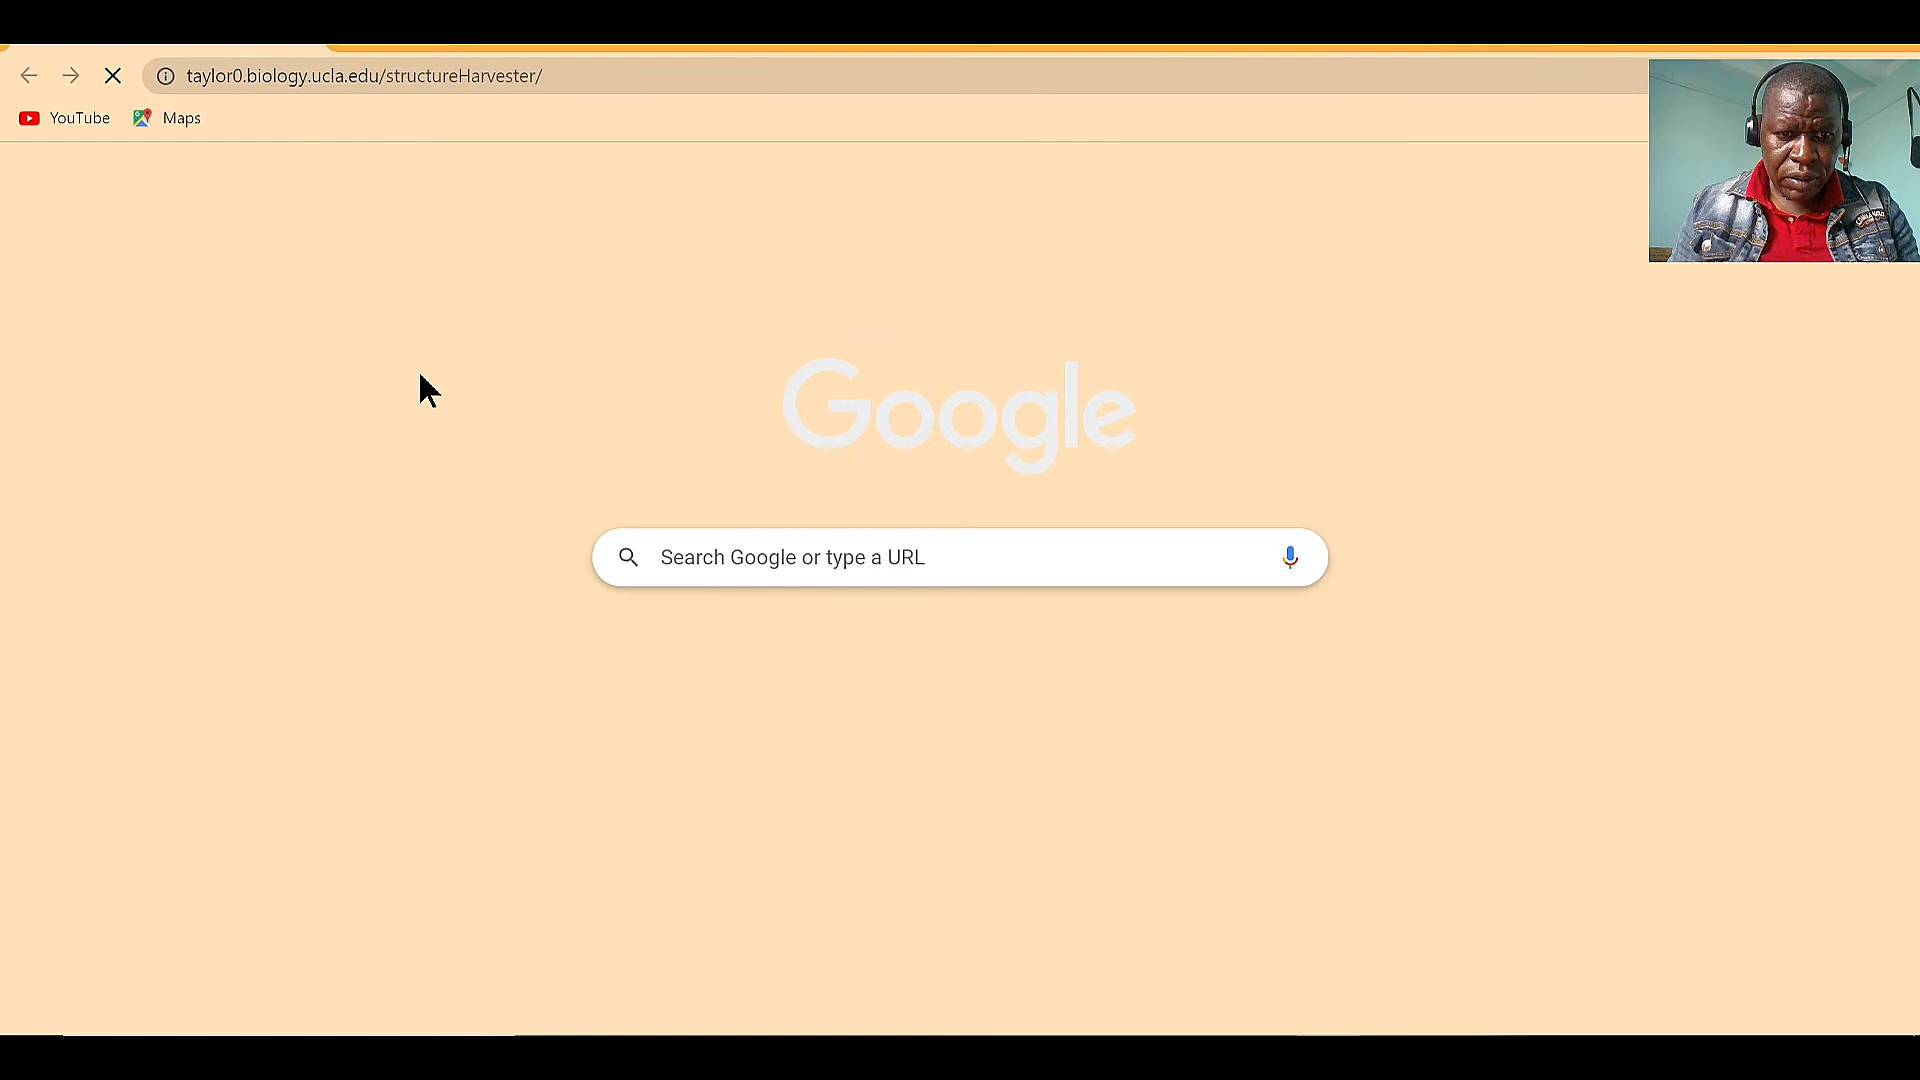 taylor0.biology.ucla.edu/structureHarvester/
YouTube
Maps
Google
Search Google or type a URL